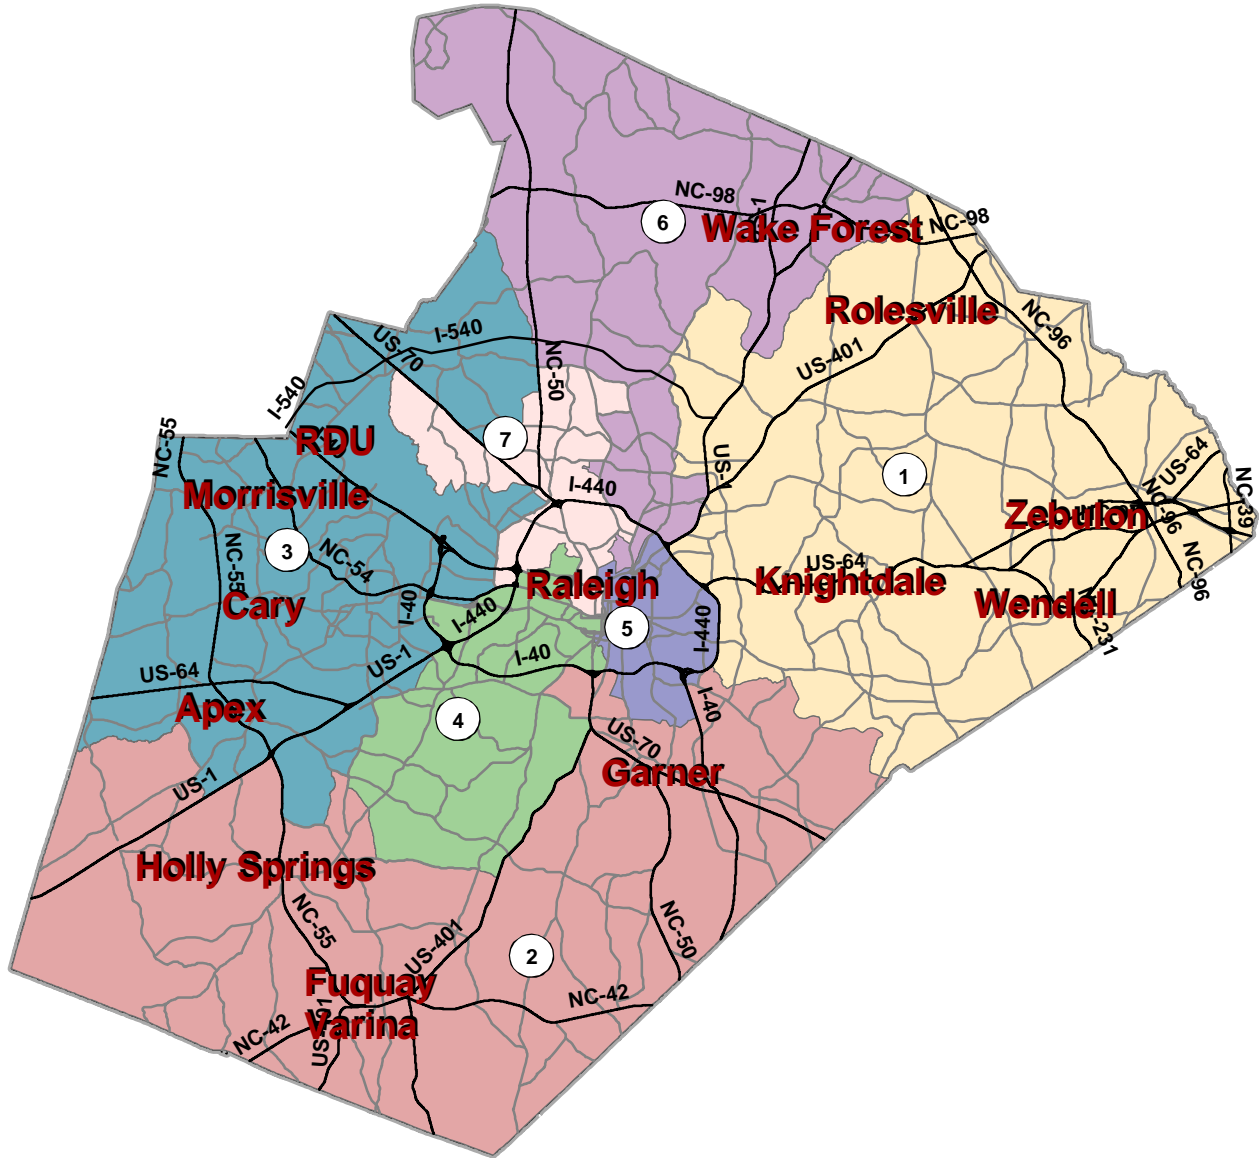 NC-98
6
Wake Forest
NC-98
Rolesville
I-540
US-70
NC-96
NC-50
US-401
I-540
NC-55
RDU
7
US-64
US-1
1
I-440
Morrisville
NC-39
NC-96
Zebulon
NC-55
3
NC-54
US-64
NC-96
Raleigh
Knightdale
Wendell
Cary
I-40
I-440
5
I-440
I-40
US-1
US-64
Apex
4
I-40
US-70
Garner
US-1
Holly Springs
NC-55
US-401
NC-50
2
Fuquay
Varina
NC-42
NC-42